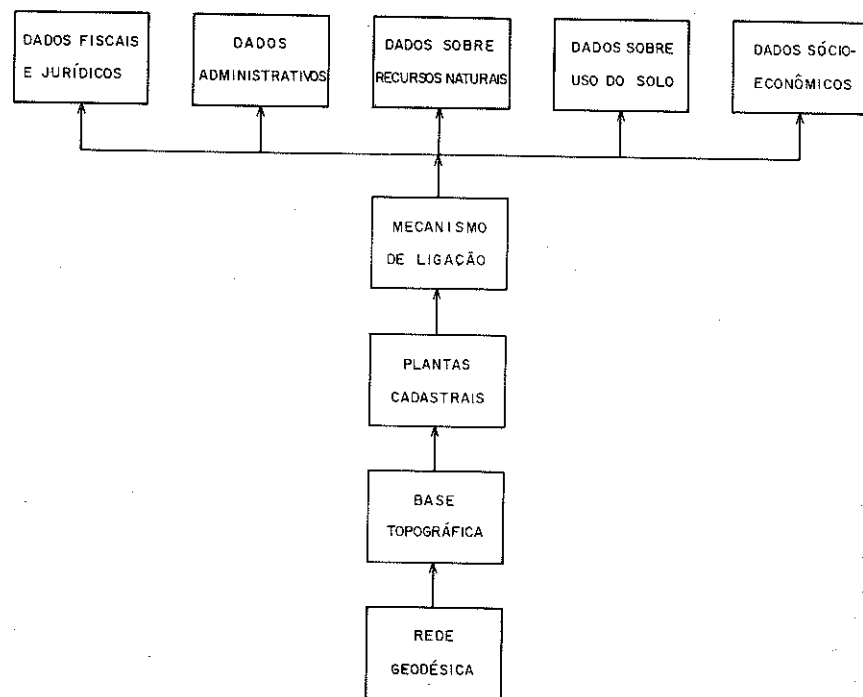 DADOS FISCAIS
E JURÍDICOS
DADOS
ADMINISTRATIVOS
DADOS SOBRE
RECURSOS NATURAIS
DADOS SOBRE
USO DO SOLO
DADOS SÓCIO-
ECONÔMICOS
MECANISMO
DE LIGAÇÃO
PLANTAS
CADASTRAIS
BASE
TOPOGRÁFICA
REDE
GEODÉSICA